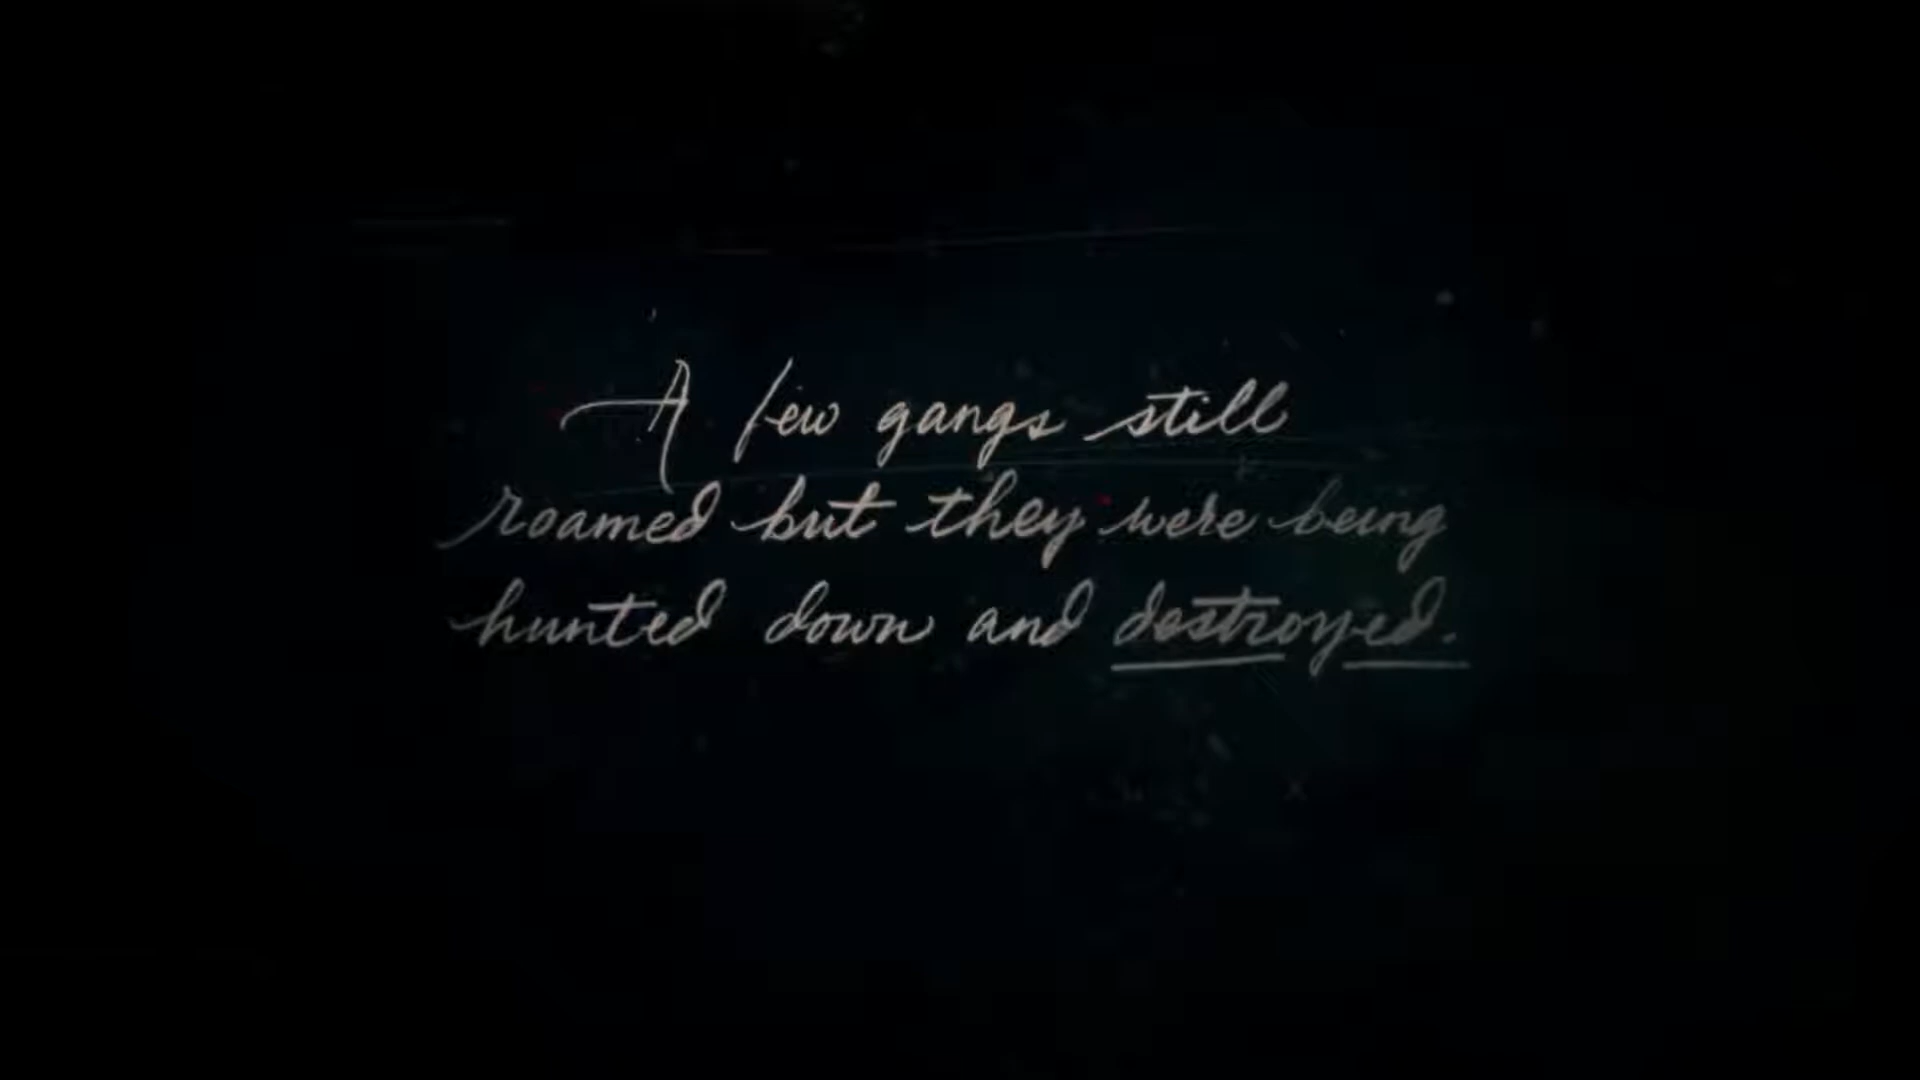 A few gangs still
roamed but they were being
hunted down and destroyed.